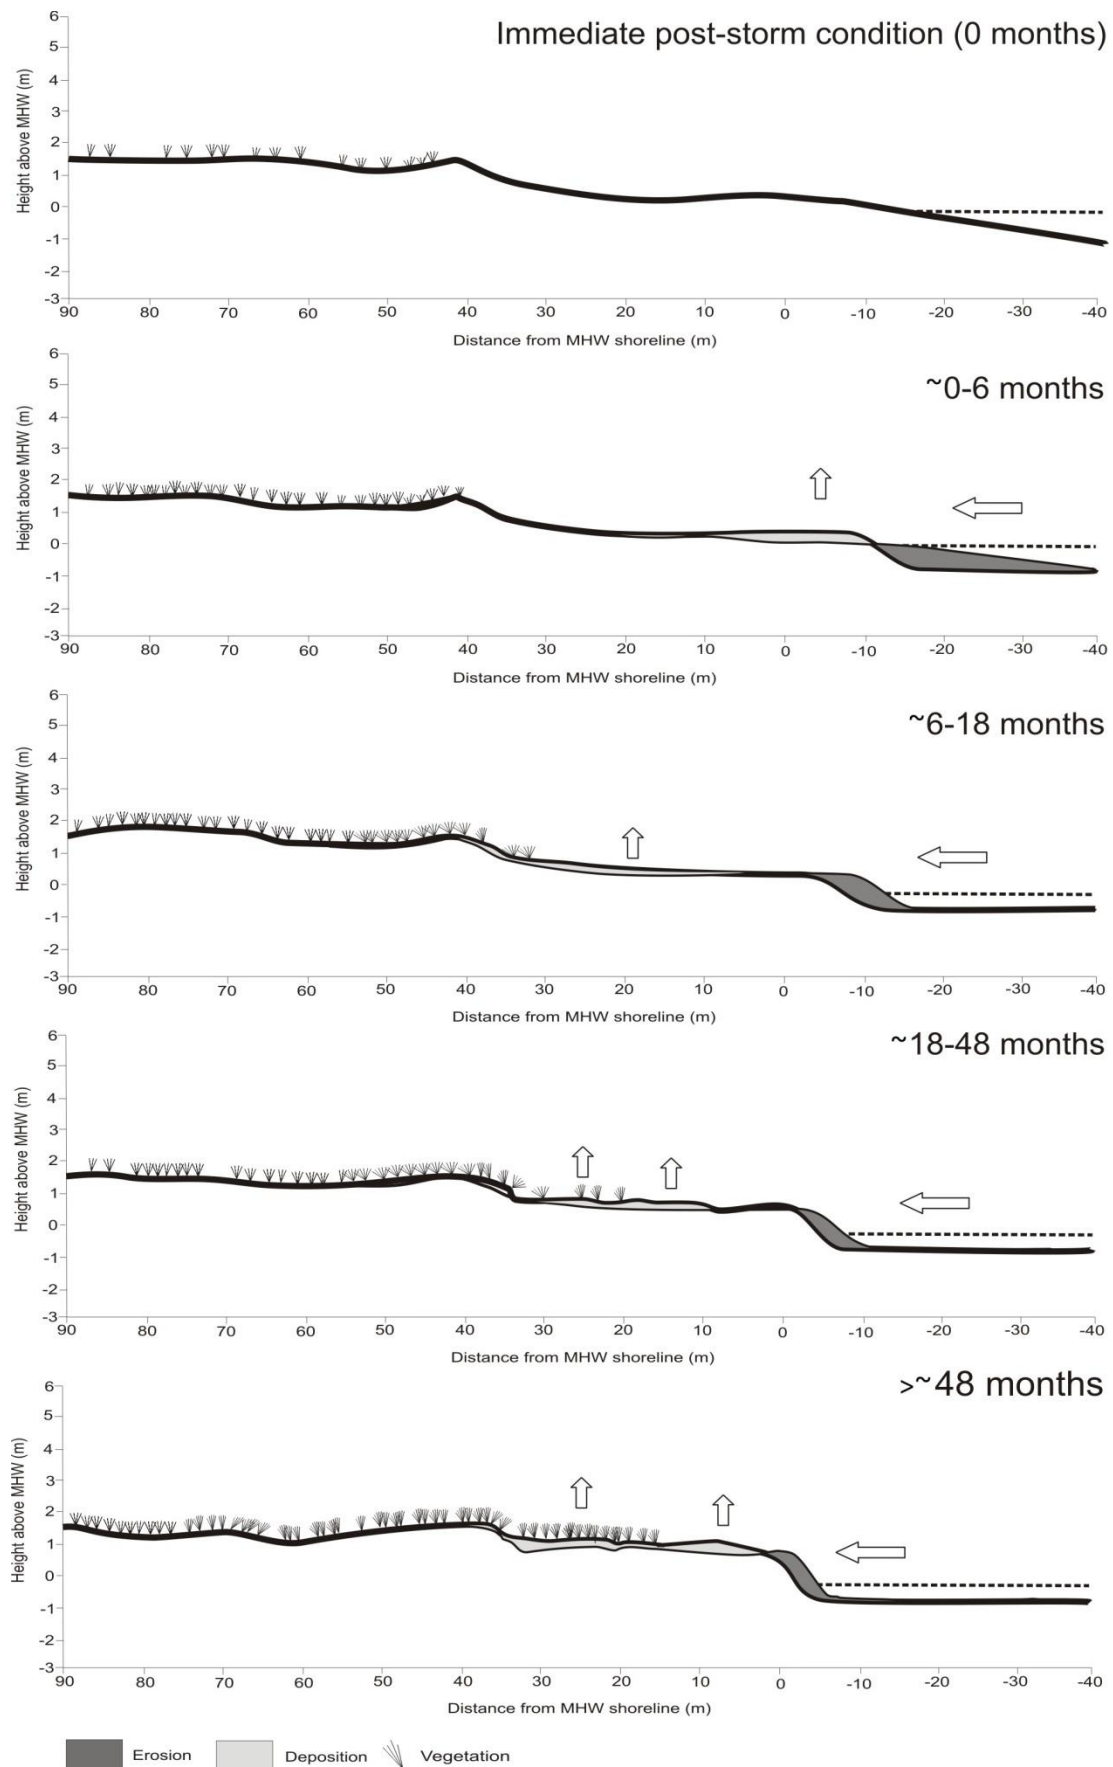 Immediate post-storm condition (0 months)
Height above MHW (m)
6
5
4
3
2
1
0
-1
-2
-3
90 80 70 60 50 40 30 20 10 0 -10 -20 -30 -40
Distance from MHW shoreline (m)
~0-6 months
Height above MHW (m)
6
5
4
3
2
1
0
-1
-2
-3
90 80 70 60 50 40 30 20 10 0 -10 -20 -30 -40
Distance from MHW shoreline (m)
~6-18 months
Height above MHW (m)
6
5
4
3
2
1
0
-1
-2
-3
90 80 70 60 50 40 30 20 10 0 -10 -20 -30 -40
Distance from MHW shoreline (m)
~18-48 months
Height above MHW (m)
6
5
4
3
2
1
0
-1
-2
-3
90 80 70 60 50 40 30 20 10 0 -10 -20 -30 -40
Distance from MHW shoreline (m)
>~48 months
Height above MHW (m)
6
5
4
3
2
1
0
-1
-2
-3
90 80 70 60 50 40 30 20 10 0 -10 -20 -30 -40
Distance from MHW shoreline (m)
Erosion Deposition Vegetation